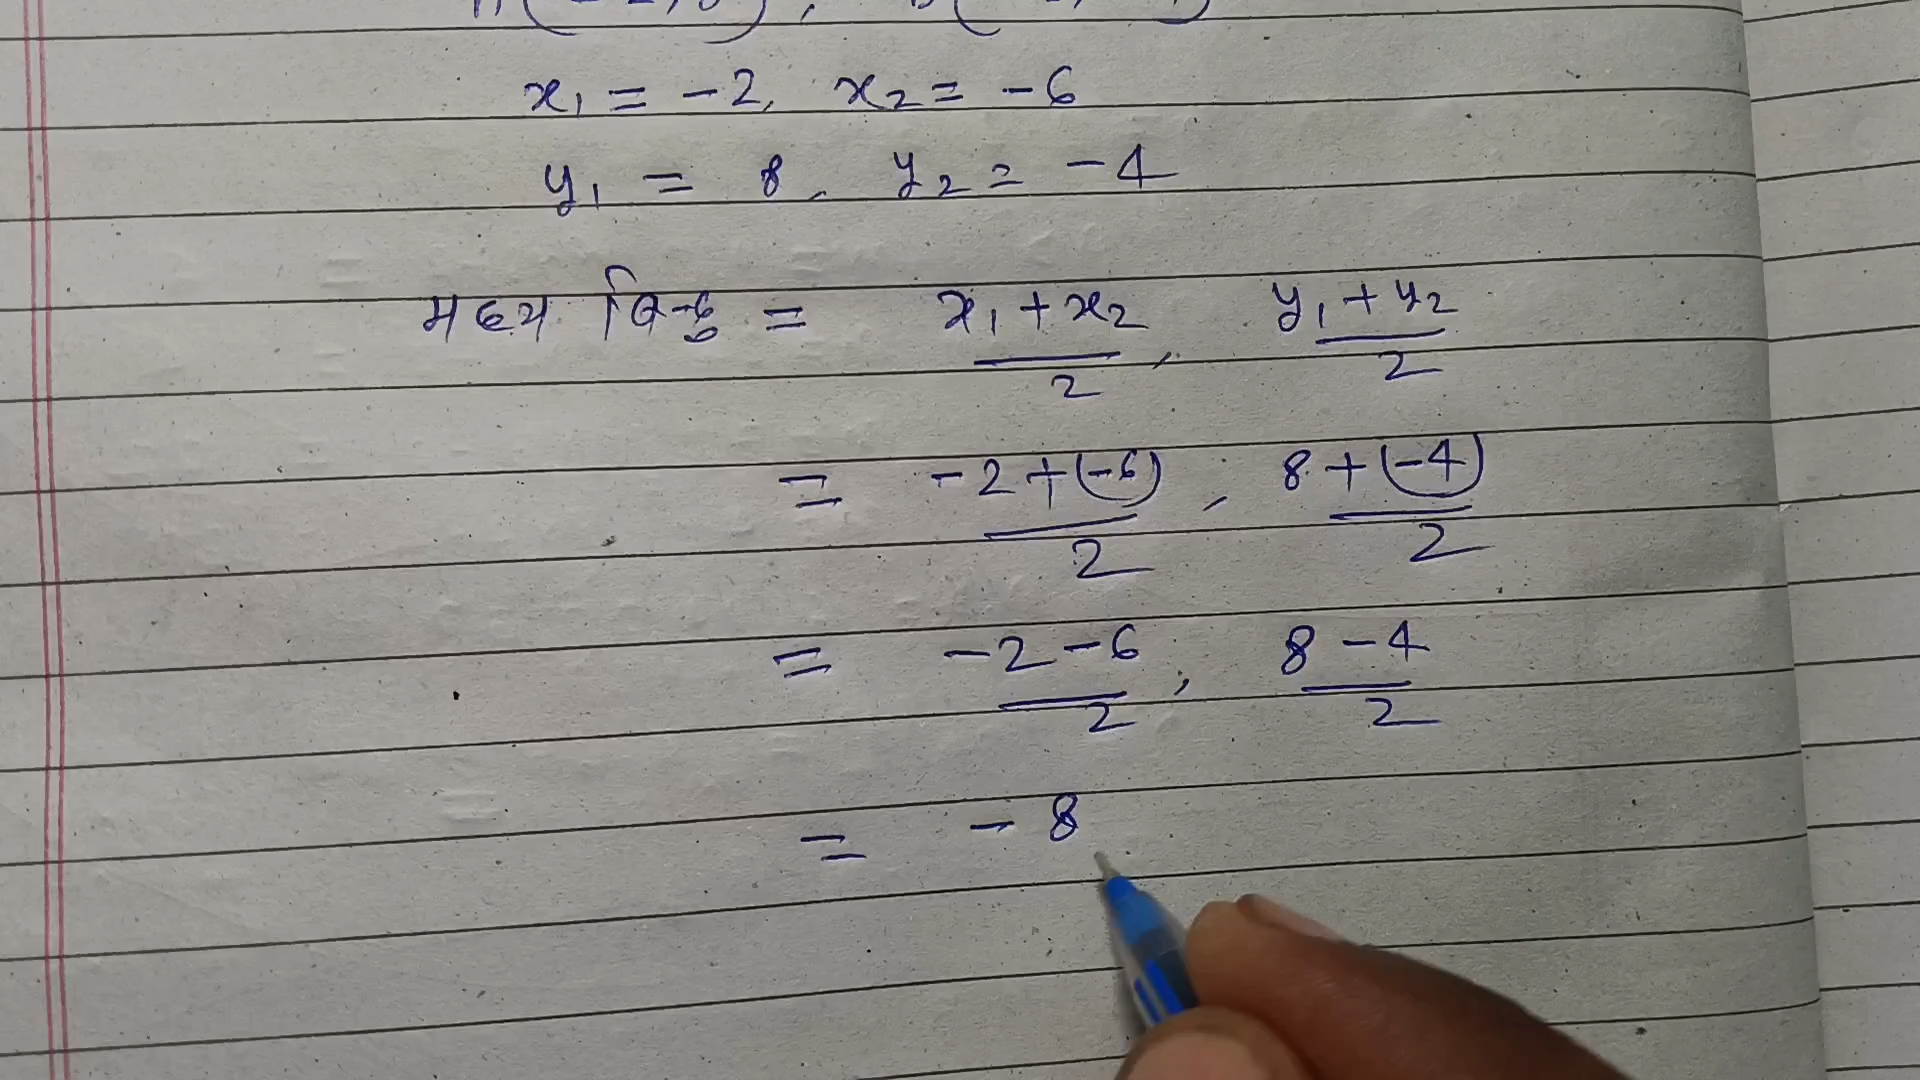 x₁ = -2, x₂ = -6
y₁ = 8, y₂ = -4
मध्य बिन्दु = x₁ + x₂ / 2 , y₁ + y₂ / 2
= -2 + (-6) / 2 , 8 + (-4) / 2
= -2 - 6 / 2 , 8 - 4 / 2
= - 8